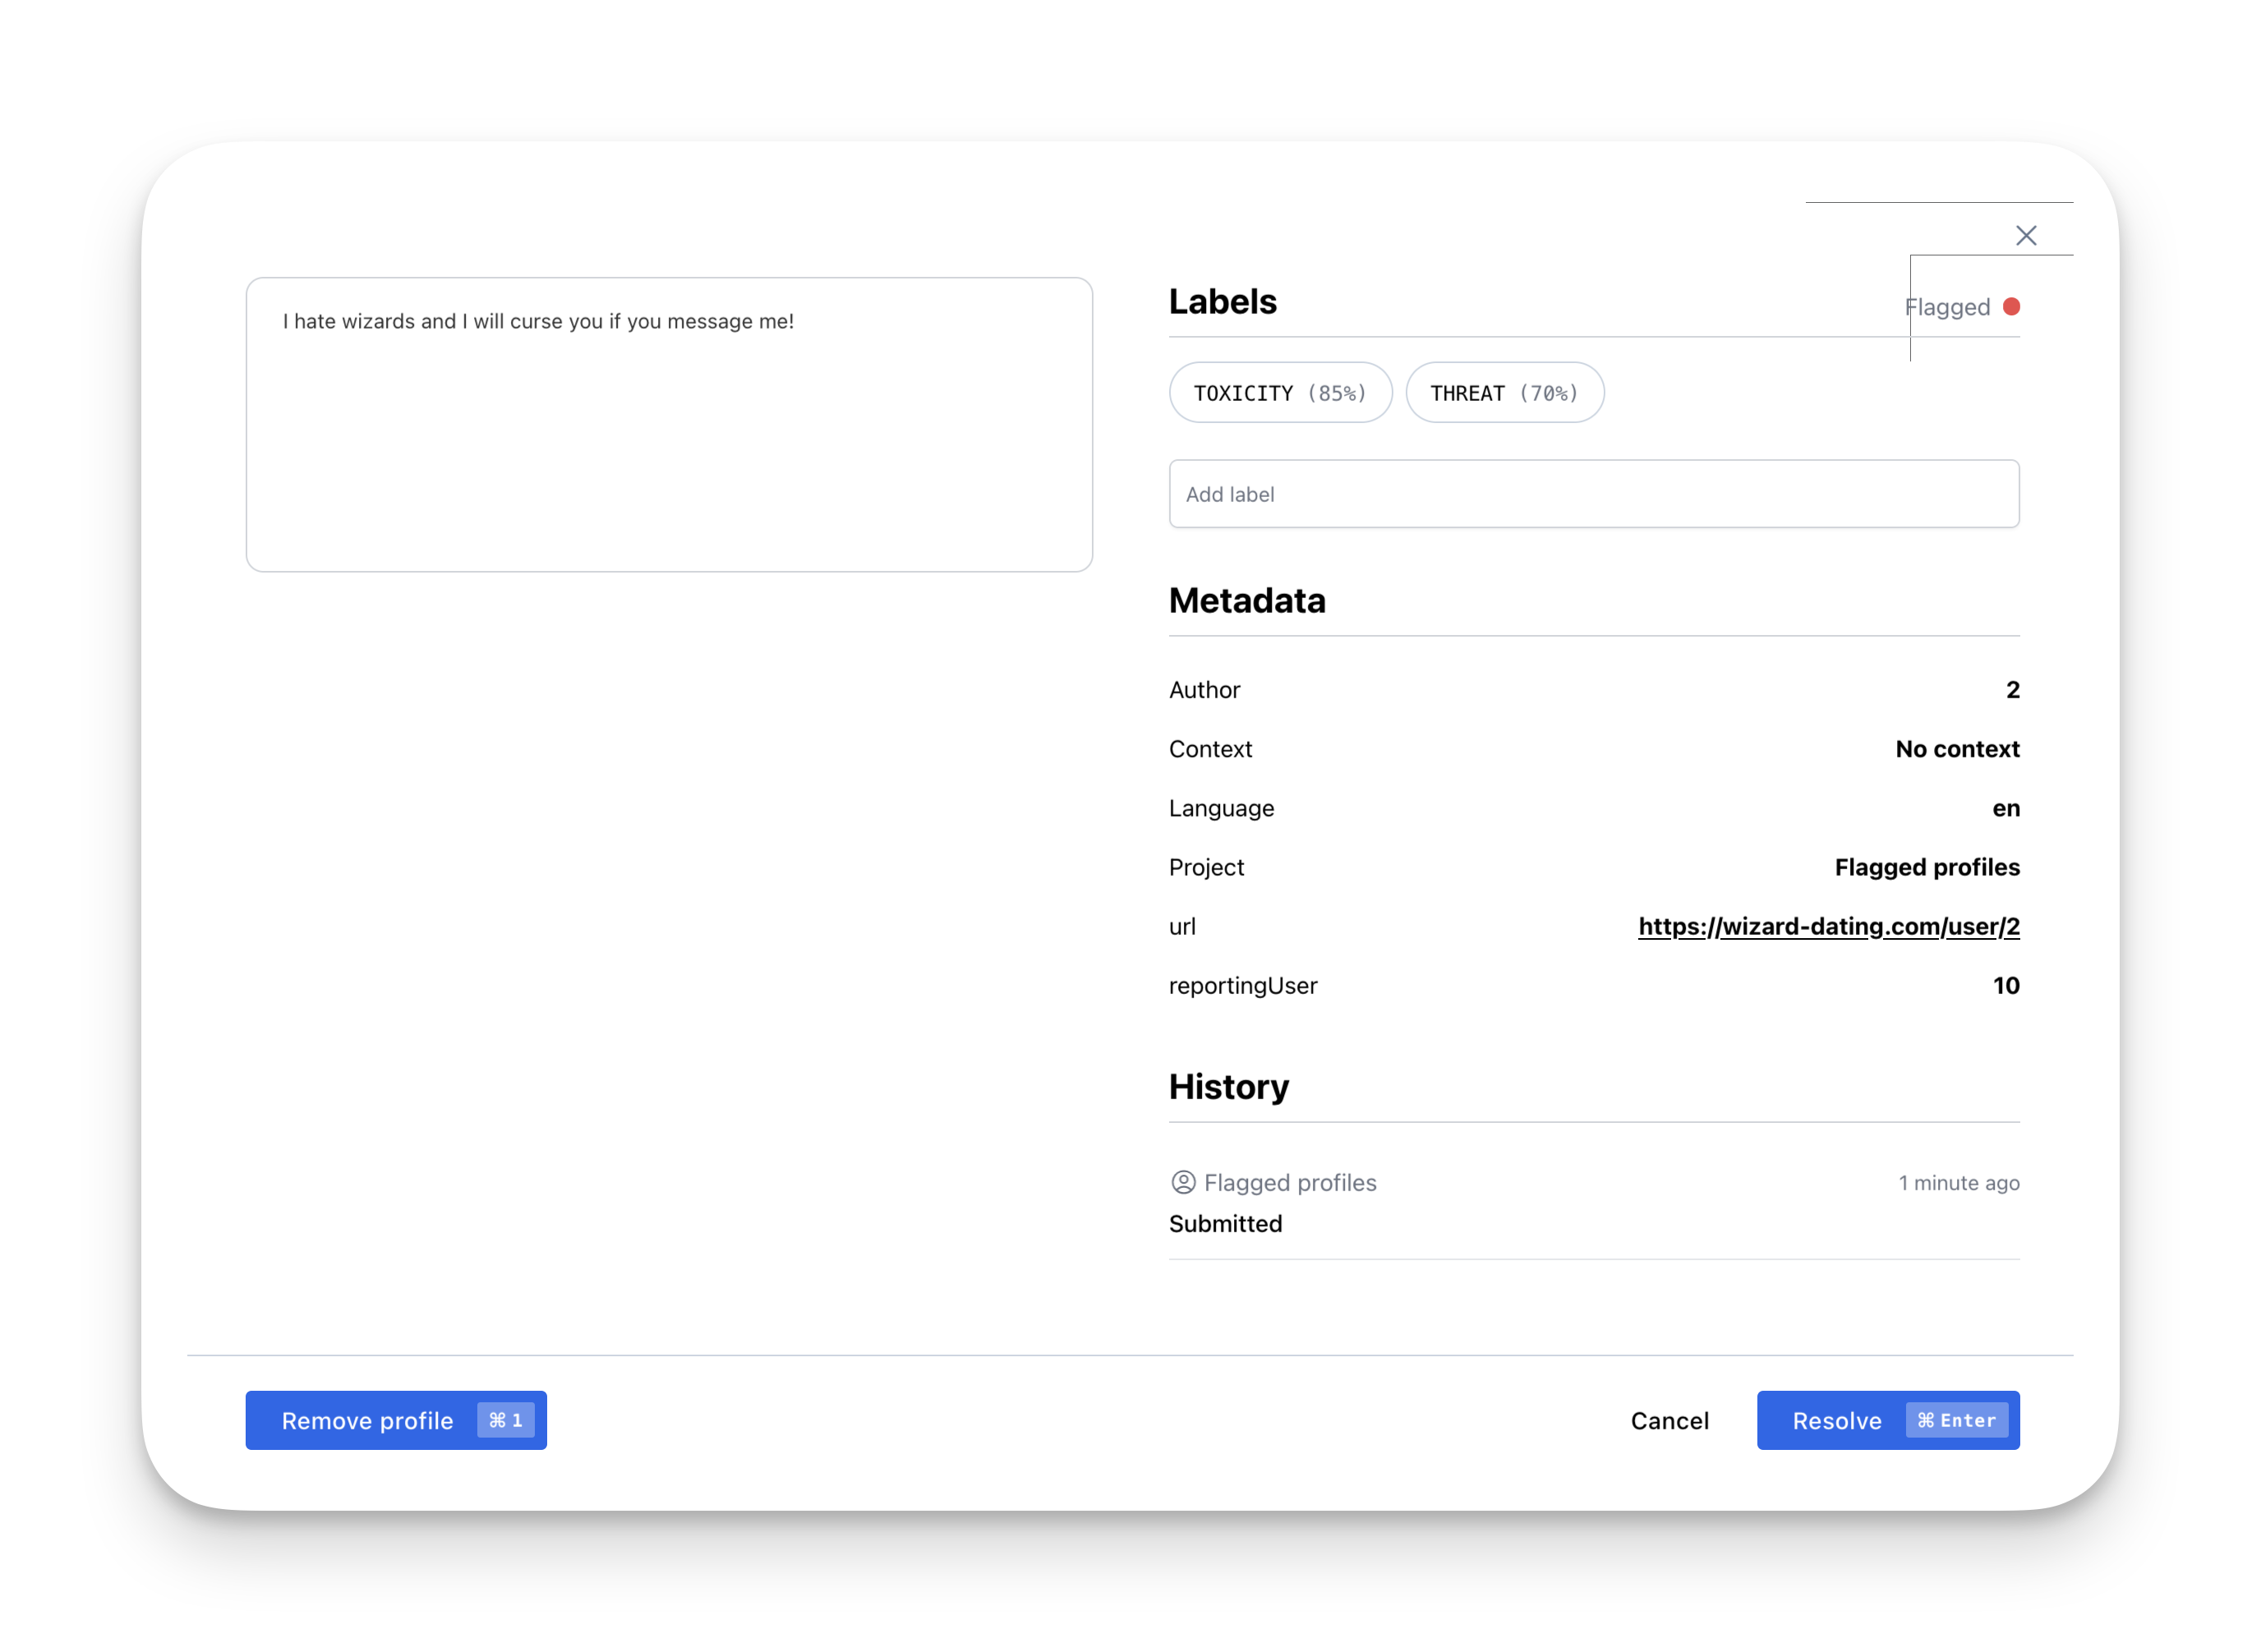 I hate wizards and I will curse you if you message me!
Labels
Flagged
TOXICITY (85%)
THREAT (70%)
Add label
Metadata
Author 2
Context No context
Language en
Project Flagged profiles
url https://wizard-dating.com/user/2
reportingUser 10
History
Flagged profiles 1 minute ago
Submitted
Remove profile ⌘ 1
Cancel
Resolve ⌘ Enter